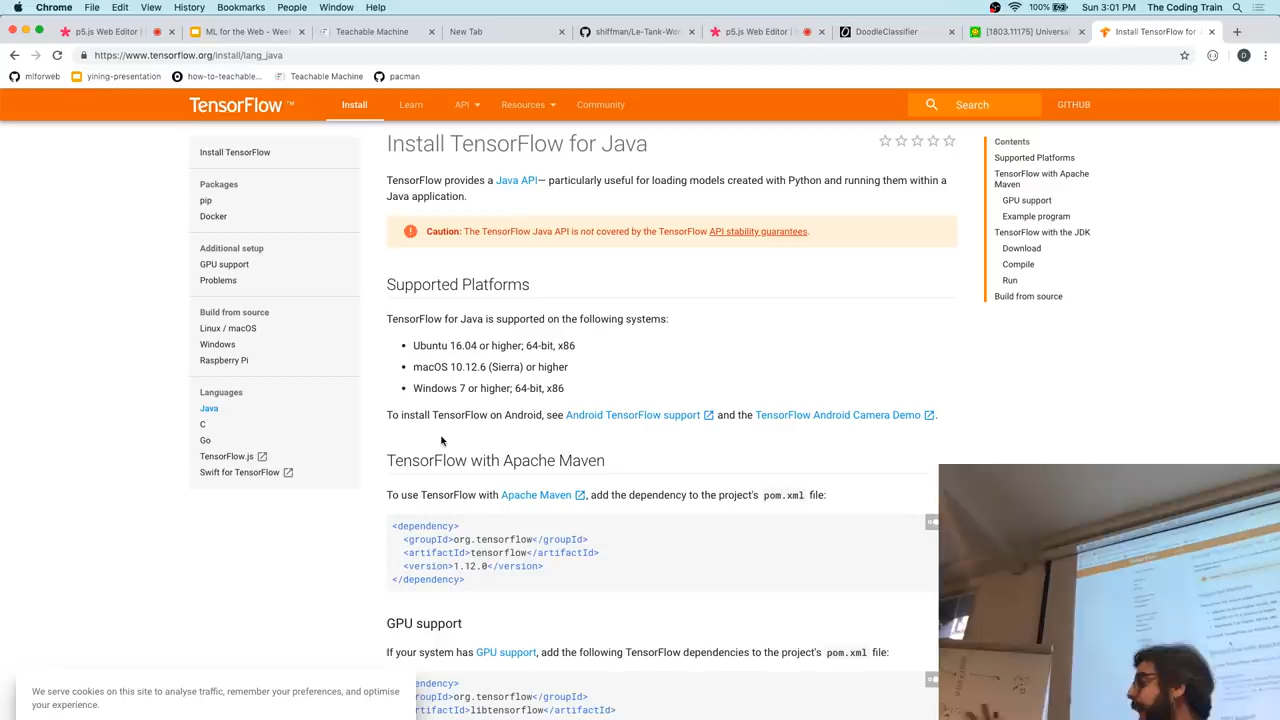 Chrome File Edit View History Bookmarks People Window Help 100% Sun 3:01 PM The Coding Train
p5.js Web Editor | ML for the Web - Wee Teachable Machine New Tab shiffman/Le-Tank-Wor p5.js Web Editor | DoodleClassifier [1803.11175] Universal Install TensorFlow for J
https://www.tensorflow.org/install/lang_java D
mlforweb yining-presentation how-to-teachable... Teachable Machine pacman
TensorFlow ™ Install Learn API Resources Community Search GITHUB
Install TensorFlow
Packages
pip
Docker
Additional setup
GPU support
Problems
Build from source
Linux / macOS
Windows
Raspberry Pi
Languages
Java
C
Go
TensorFlow.js
Swift for TensorFlow
Install TensorFlow for Java
TensorFlow provides a Java API— particularly useful for loading models created with Python and running them within a
Java application.
Caution: The TensorFlow Java API is not covered by the TensorFlow API stability guarantees.
Supported Platforms
TensorFlow for Java is supported on the following systems:
• Ubuntu 16.04 or higher; 64-bit, x86
• macOS 10.12.6 (Sierra) or higher
• Windows 7 or higher; 64-bit, x86
To install TensorFlow on Android, see Android TensorFlow support and the TensorFlow Android Camera Demo .
TensorFlow with Apache Maven
To use TensorFlow with Apache Maven , add the dependency to the project's pom.xml file:
<dependency>
<groupId>org.tensorflow</groupId>
<artifactId>tensorflow</artifactId>
<version>1.12.0</version>
</dependency>
GPU support
If your system has GPU support, add the following TensorFlow dependencies to the project's pom.xml file:
dependency>
groupId>org.tensorflow</groupId>
artifactId>libtensorflow</artifactId>
Contents
Supported Platforms
TensorFlow with Apache
Maven
GPU support
Example program
TensorFlow with the JDK
Download
Compile
Run
Build from source
We serve cookies on this site to analyse traffic, remember your preferences, and optimise
your experience.